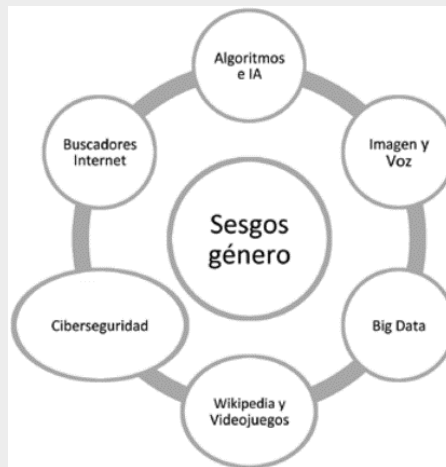 Algoritmos
e IA
Buscadores
Internet
Imagen y
Voz
Sesgos
género
Ciberseguridad
Big Data
Wikipedia y
Videojuegos